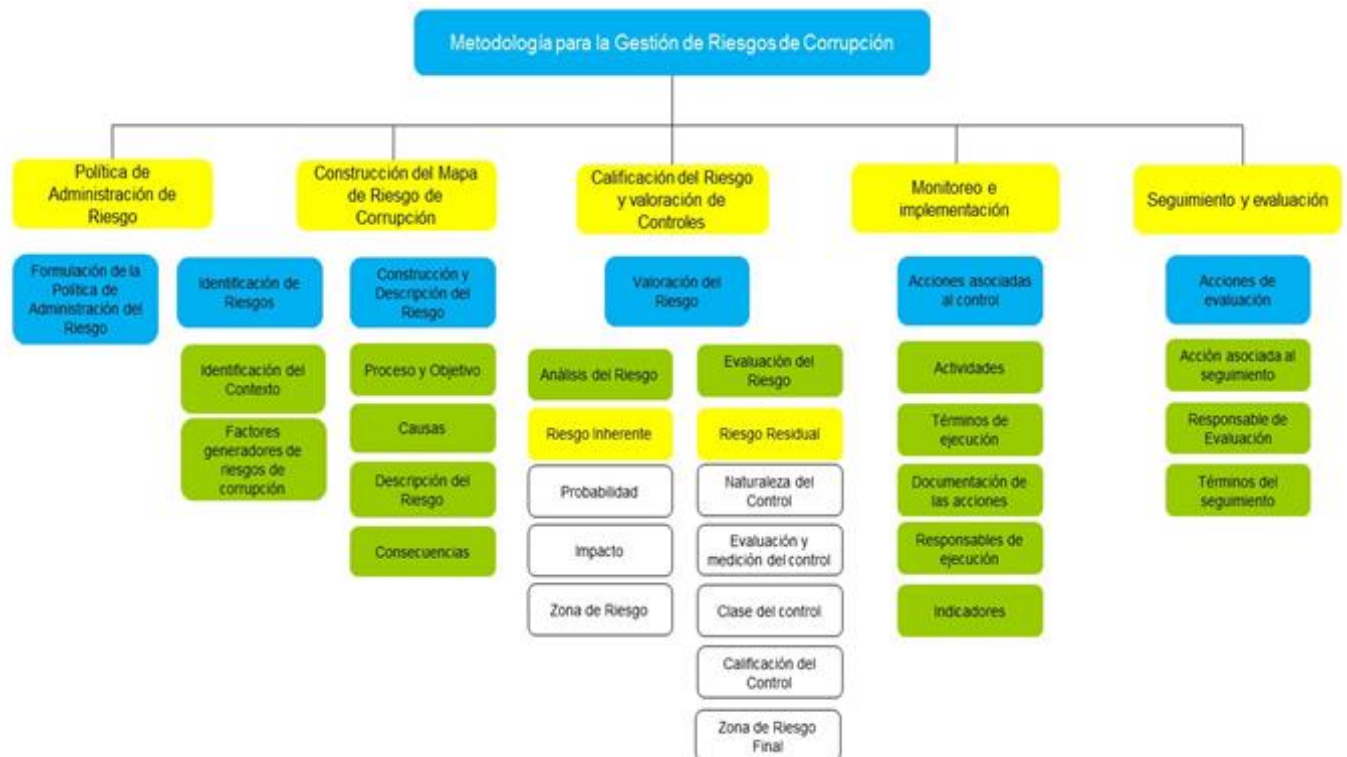 Metodología para la Gestión de Riesgos de Corrupción
Política de
Administración de
Riesgo
Construcción del Mapa
de Riesgo de
Corrupción
Calificación del Riesgo
y valoración de
Controles
Monitoreo e
implementación
Seguimiento y evaluación
Formulación de la
Política de
Administración del
Riesgo
Identificación de
Riesgos
Construcción y
Descripción del
Riesgo
Valoración del
Riesgo
Acciones asociadas
al control
Acciones de
evaluación
Identificación del
Contexto
Factores
generadores de
riesgos de
corrupción
Proceso y Objetivo
Causas
Descripción del
Riesgo
Consecuencias
Análisis del Riesgo
Riesgo Inherente
Probabilidad
Impacto
Zona de Riesgo
Evaluación del
Riesgo
Riesgo Residual
Naturaleza del
Control
Evaluación y
medición del control
Clase del control
Calificación del
Control
Zona de Riesgo
Final
Actividades
Términos de
ejecución
Documentación de
las acciones
Responsables de
ejecución
Indicadores
Acción asociada al
seguimiento
Responsable de
Evaluación
Términos del
seguimiento